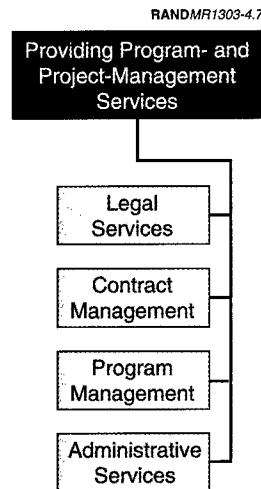 RANDMR1303-4.7
Providing Program- and
Project-Management
Services
Legal
Services
Contract
Management
Program
Management
Administrative
Services